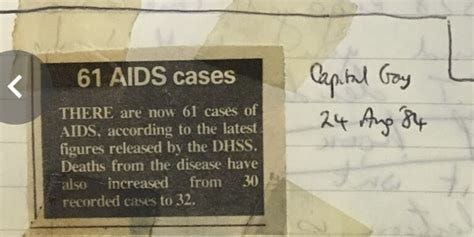 61 AIDS cases
THERE are now 61 cases of
AIDS, according to the latest
figures released by the DHSS.
Deaths from the disease have
also increased from 30
recorded cases to 32.
Capital Gay
24 Aug '84